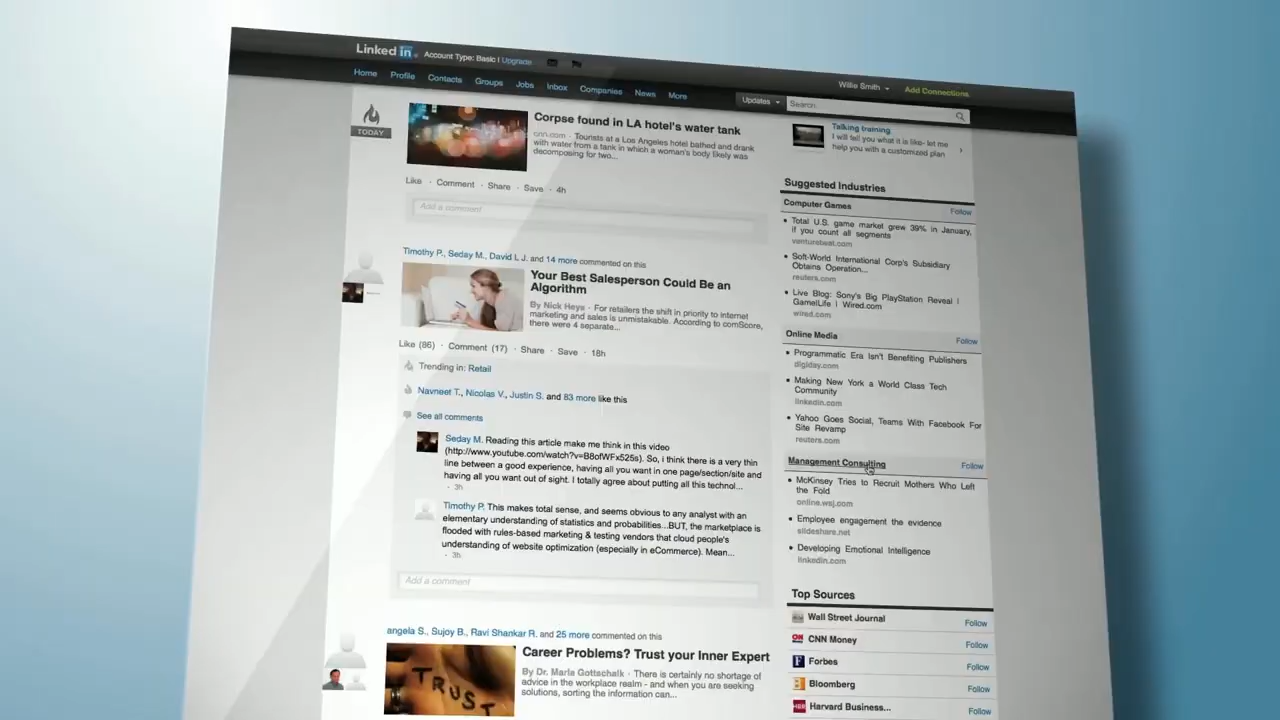 Linked in
Account Type: Basic | Upgrade
Willie Smith
Add Connections
Home Profile Contacts Groups Jobs Inbox Companies News More
Updates
Search.
TODAY
Corpse found in LA hotel's water tank
cnn.com · Tourists at a Los Angeles hotel bathed and drank
with water from a tank in which a woman's body likely was
decomposing for two...
Like · Comment · Share · Save · 4h
Add a comment
Timothy P., Seday M., David L J. and 14 more commented on this
Your Best Salesperson Could Be an
Algorithm
By Nick Heys · For retailers the shift in priority to internet
marketing and sales is unmistakable. According to comScore,
there were 4 separate...
Like (86) · Comment (17) · Share · Save · 18h
Trending in: Retail
Navneet T., Nicolas V., Justin S. and 83 more like this
See all comments
Seday M. Reading this article make me think in this video
(http://www.youtube.com/watch?v=B8ofWFx525s). So, i think there is a very thin
line between a good experience, having all you want in one page/section/site and
having all you want out of sight. I totally agree about putting all this technol...
· 3h
Timothy P. This makes total sense, and seems obvious to any analyst with an
elementary understanding of statistics and probabilities...BUT, the marketplace is
flooded with rules-based marketing & testing vendors that cloud people's
understanding of website optimization (especially in eCommerce). Mean...
· 3h
Add a comment
angela S., Sujoy B., Ravi Shankar R. and 25 more commented on this
TRUST
Career Problems? Trust your Inner Expert
By Dr. Marla Gottschalk · There is certainly no shortage of
advice in the workplace realm - and when you are seeking
solutions, sorting the information can...
Talking training
I will tell you what it is like- let me
help you with a customized plan
Suggested Industries
Computer Games Follow
Total U.S. game market grew 39% in January,
if you count all segments
venturebeat.com
Soft-World International Corp's Subsidiary
Obtains Operation...
reuters.com
Live Blog: Sony's Big PlayStation Reveal |
GameLife | Wired.com
wired.com
Online Media Follow
Programmatic Era Isn't Benefiting Publishers
digiday.com
Making New York a World Class Tech
Community
linkedin.com
Yahoo Goes Social, Teams With Facebook For
Site Revamp
reuters.com
Management Consulting Follow
McKinsey Tries to Recruit Mothers Who Left
the Fold
online.wsj.com
Employee engagement the evidence
slideshare.net
Developing Emotional Intelligence
linkedin.com
Top Sources
Wall Street Journal Follow
CNN Money Follow
Forbes Follow
Bloomberg Follow
Harvard Business... Follow